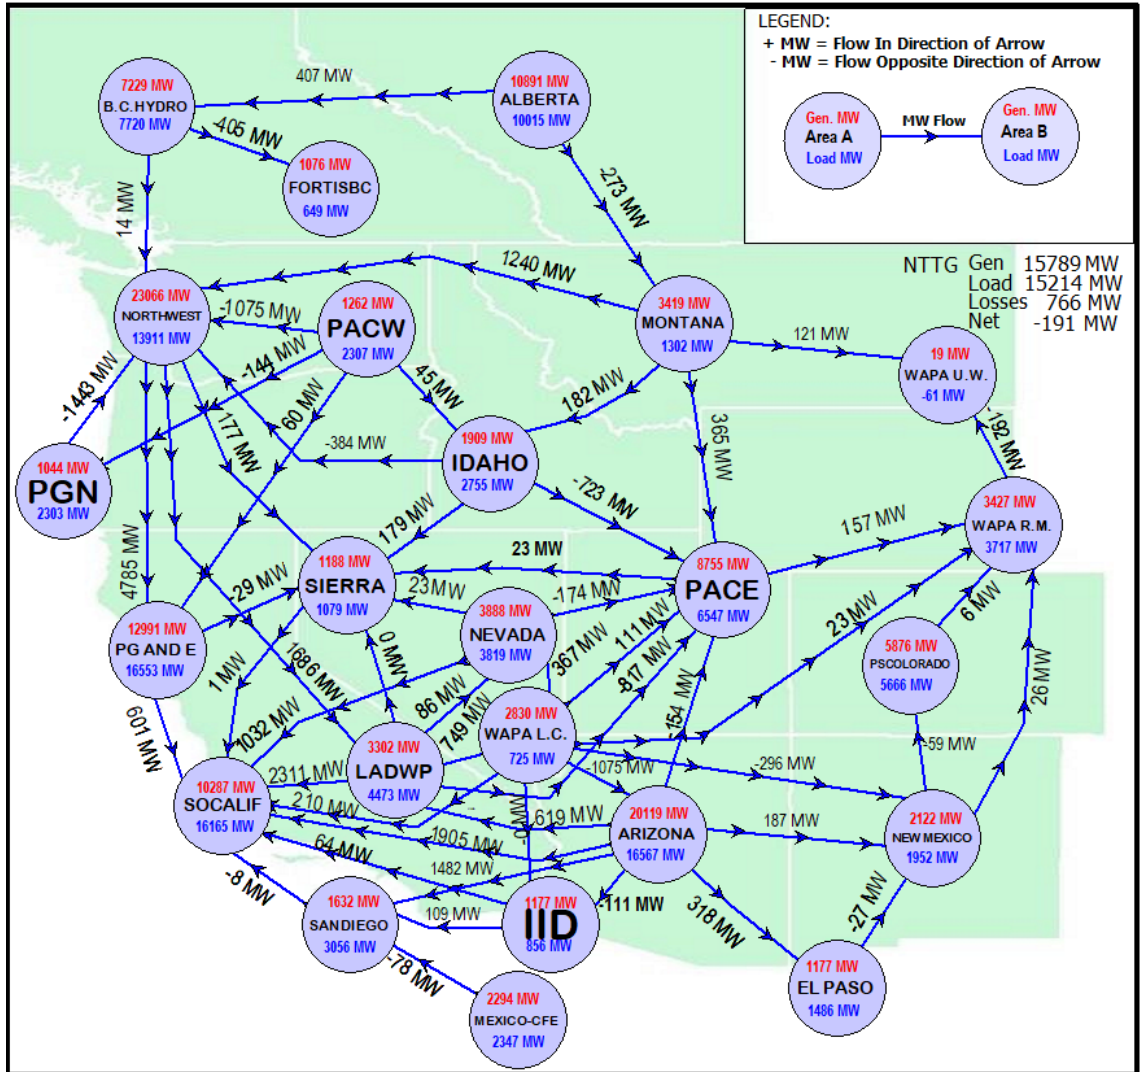 LEGEND:
+ MW = Flow In Direction of Arrow
- MW = Flow Opposite Direction of Arrow
Gen. MW
Area A
Load MW
MW Flow
Gen. MW
Area B
Load MW
7229 MW
B.C.HYDRO
7720 MW
407 MW
10891 MW
ALBERTA
10015 MW
-405 MW
1076 MW
FORTISBC
649 MW
14 MW
-273 MW
NTTG Gen 15789 MW
Load 15214 MW
Losses 766 MW
Net -191 MW
1240 MW
23066 MW
NORTHWEST
13911 MW
-1075 MW
1262 MW
PACW
2307 MW
3419 MW
MONTANA
1302 MW
121 MW
19 MW
WAPA U.W.
-61 MW
-144 MW
-1443 MW
177 MW
60 MW
45 MW
182 MW
365 MW
-192 MW
-384 MW
1909 MW
IDAHO
2755 MW
1044 MW
PGN
2303 MW
-723 MW
3427 MW
WAPA R.M.
3717 MW
157 MW
179 MW
4785 MW
23 MW
1188 MW
SIERRA
1079 MW
8755 MW
PACE
6547 MW
-29 MW
23 MW
-174 MW
3888 MW
NEVADA
3819 MW
12991 MW
PG AND E
16553 MW
111 MW
367 MW
-817 MW
23 MW
6 MW
5876 MW
PSCOLORADO
5666 MW
0 MW
1 MW
1686 MW
86 MW
749 MW
-154 MW
26 MW
601 MW
1032 MW
2830 MW
WAPA L.C.
725 MW
-59 MW
3302 MW
LADWP
4473 MW
2311 MW
-1075 MW
-296 MW
10287 MW
SOCALIF
16165 MW
210 MW
-619 MW
20119 MW
ARIZONA
16567 MW
187 MW
2122 MW
NEW MEXICO
1952 MW
1905 MW
64 MW
1482 MW
-8 MW
1632 MW
SANDIEGO
3056 MW
109 MW
1177 MW
IID
856 MW
-111 MW
318 MW
-27 MW
-78 MW
1177 MW
EL PASO
1486 MW
2294 MW
MEXICO-CFE
2347 MW